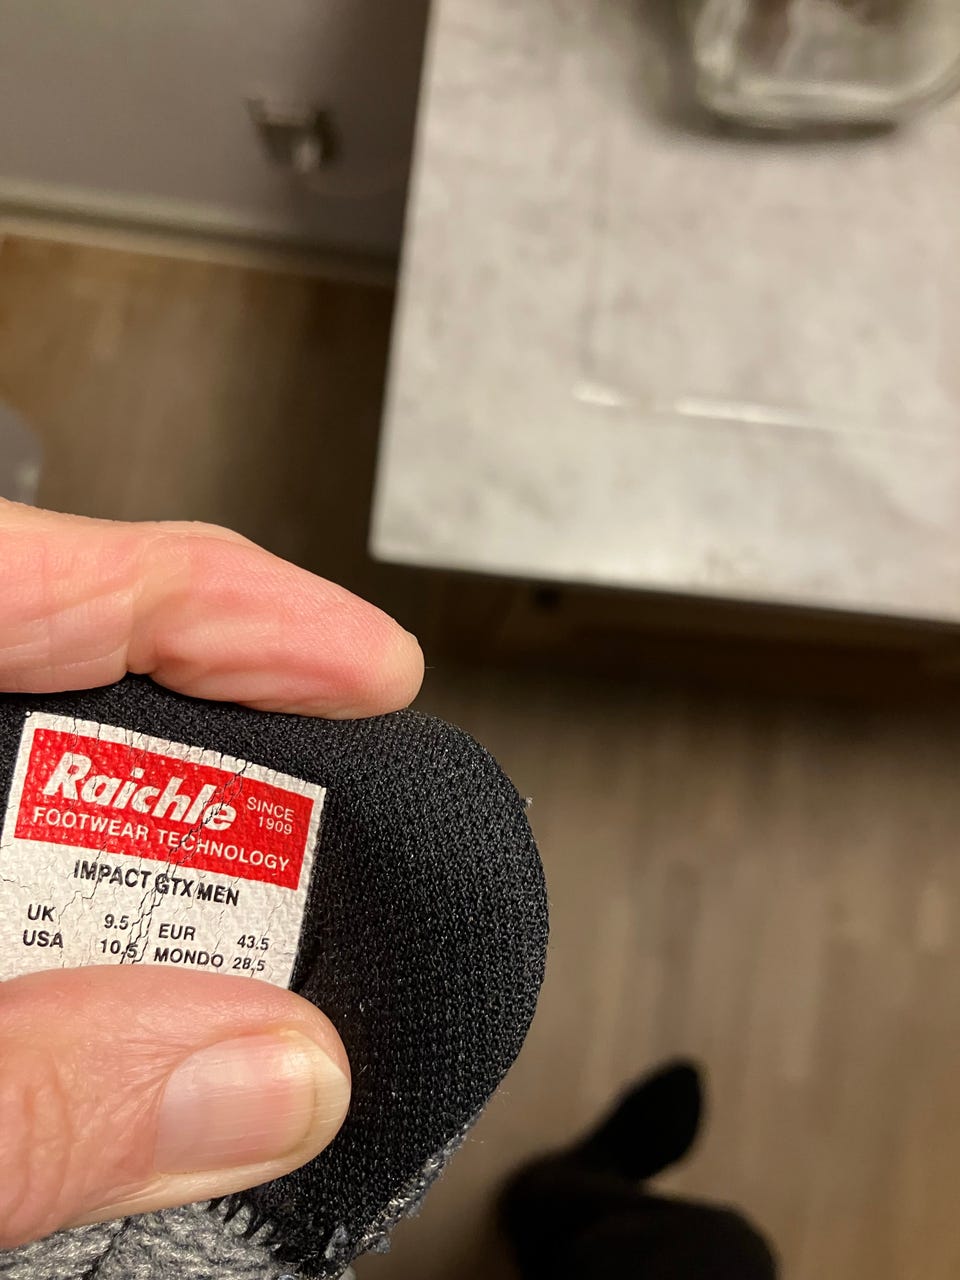 Raichle SINCE 1909
FOOTWEAR TECHNOLOGY
IMPACT GTX MEN
UK 9.5 EUR 43.5
USA 10.5 MONDO 28.5